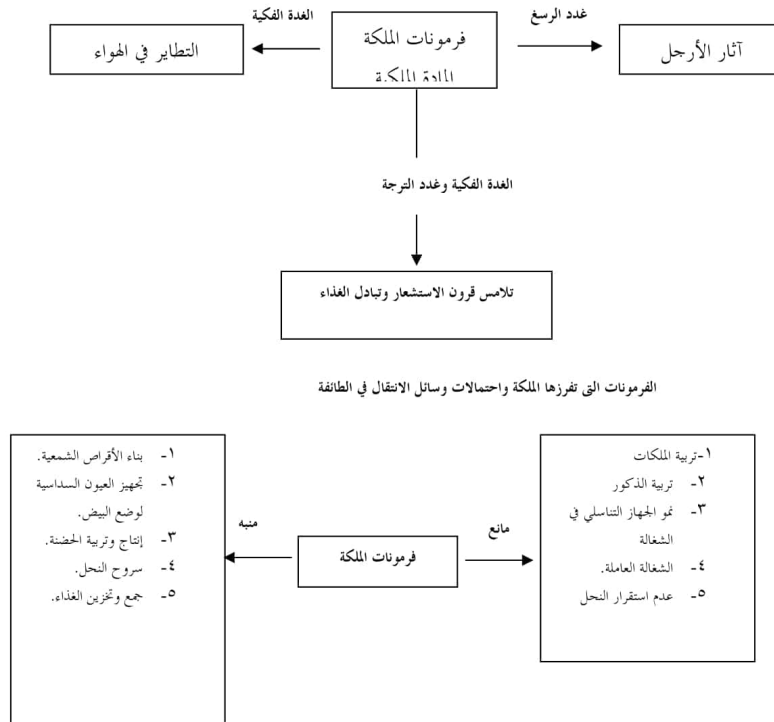 غدد الرسغ
الغدة الفكية
آثار الأرجل
فرمونات الملكة
المادة الملكية
التطاير في الهواء
الغدة الفكية وغدد الترجة
تلامس قرون الاستشعار وتبادل الغذاء
الفرمونات التى تفرزها الملكة واحتمالات وسائل الانتقال في الطائفة
١-تربية الملكات
٢- تربية الذكور
٣- نمو الجهاز التناسلي في
الشغالة
٤- الشغالة العاملة.
٥- عدم استقرار النحل
مانع
فرمونات الملكة
منبه
١- بناء الأقراص الشمعية.
٢- تجهيز العيون السداسية
لوضع البيض.
٣- إنتاج وتربية الحضنة.
٤- سروح النحل.
٥- جمع وتخزين الغذاء.